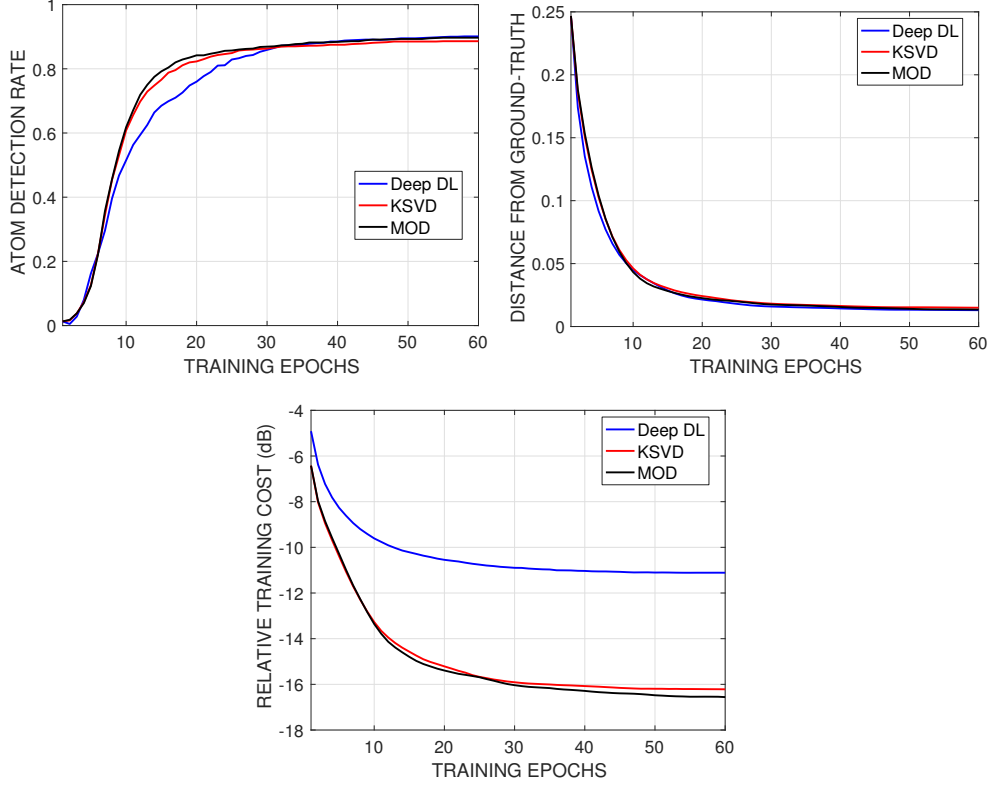 ATOM DETECTION RATE
1
0.8
0.6
0.4
0.2
0
10 20 30 40 50 60
TRAINING EPOCHS
Deep DL
KSVD
MOD
DISTANCE FROM GROUND-TRUTH
0.25
0.2
0.15
0.1
0.05
0
10 20 30 40 50 60
TRAINING EPOCHS
Deep DL
KSVD
MOD
RELATIVE TRAINING COST (dB)
-4
-6
-8
-10
-12
-14
-16
-18
10 20 30 40 50 60
TRAINING EPOCHS
Deep DL
KSVD
MOD